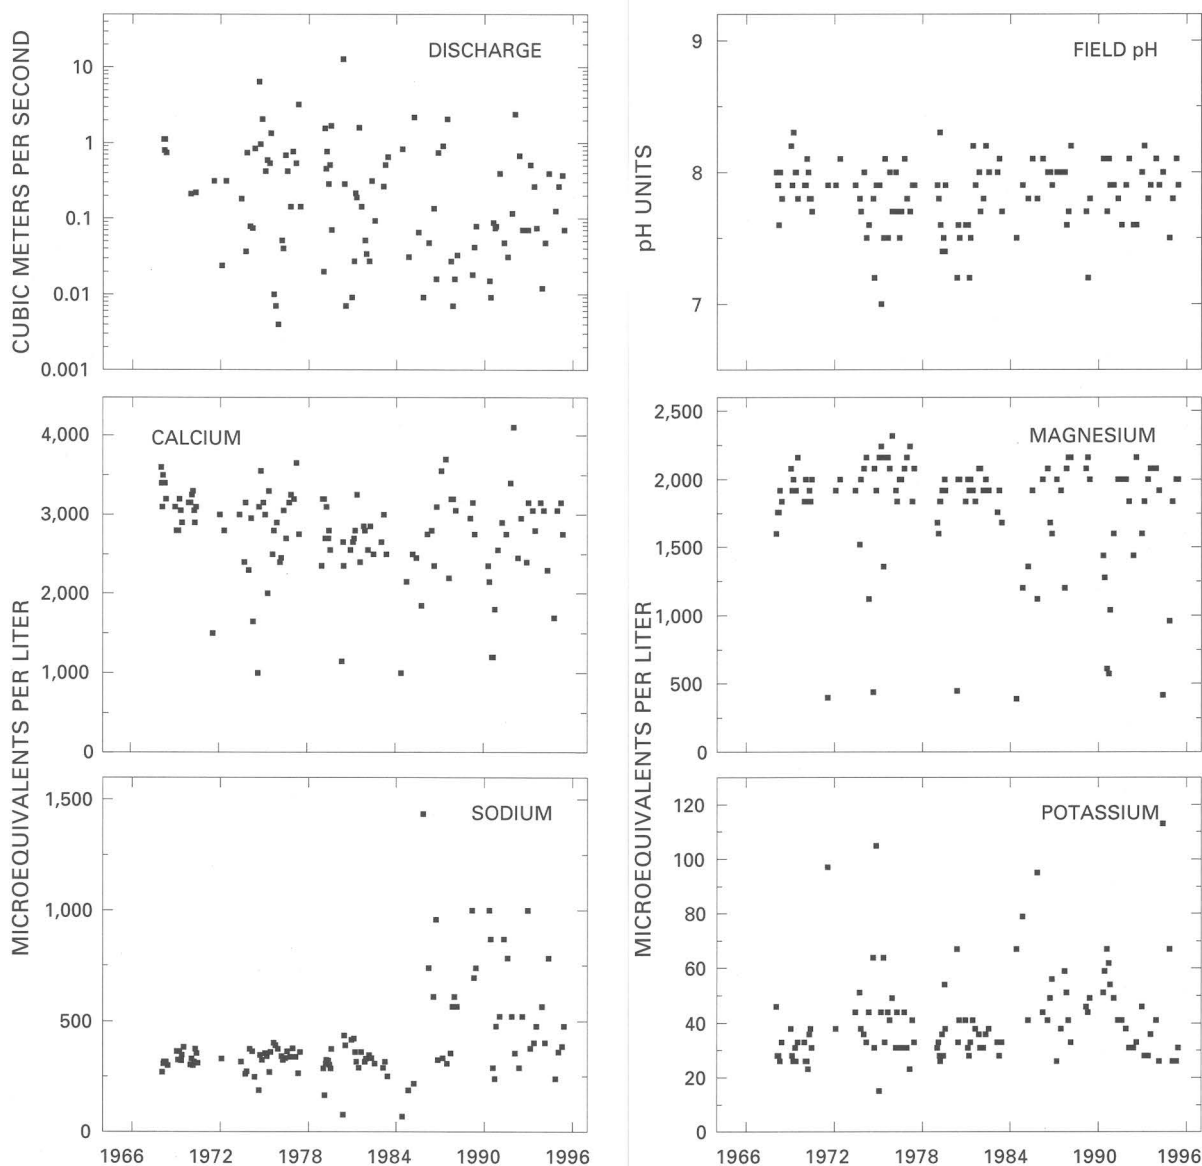 CUBIC METERS PER SECOND
DISCHARGE
10
1
0.1
0.01
0.001
pH UNITS
FIELD pH
9
8
7
MICROEQUIVALENTS PER LITER
CALCIUM
4,000
3,000
2,000
1,000
0
MICROEQUIVALENTS PER LITER
MAGNESIUM
2,500
2,000
1,500
1,000
500
0
SODIUM
1,500
1,000
500
0
1966 1972 1978 1984 1990 1996
POTASSIUM
120
100
80
60
40
20
0
1966 1972 1978 1984 1990 1996